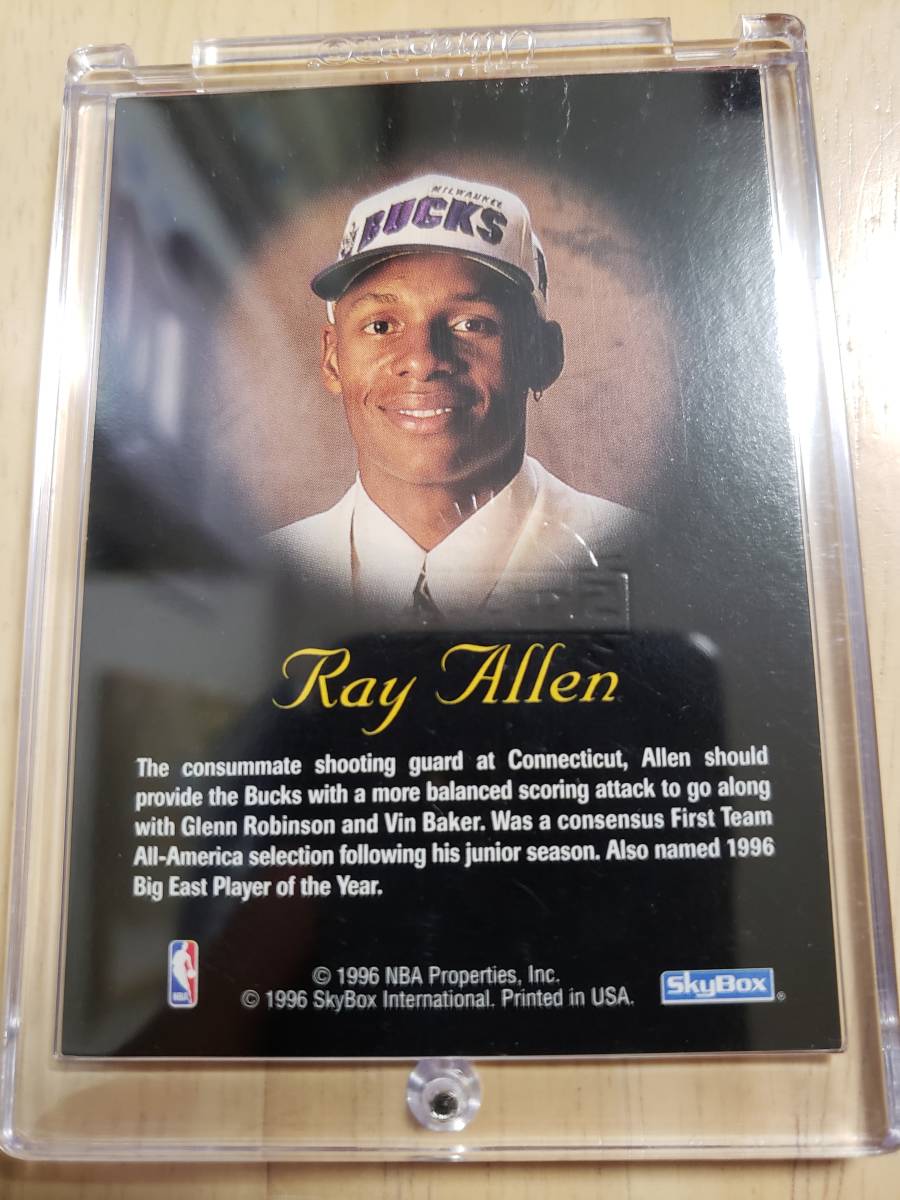 MILWAUKEE
BUCKS
Ray Allen
The consummate shooting guard at Connecticut, Allen should
provide the Bucks with a more balanced scoring attack to go along
with Glenn Robinson and Vin Baker. Was a consensus First Team
All-America selection following his junior season. Also named 1996
Big East Player of the Year.
© 1996 NBA Properties, Inc.
© 1996 SkyBox International. Printed in USA.
NBA
SkyBox®